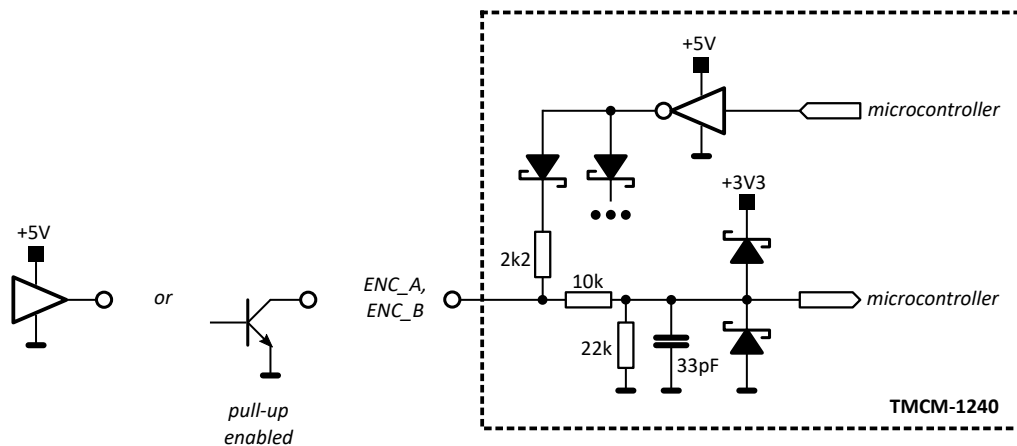 +5V
microcontroller
+3V3
+5V
2k2
or
ENC_A,
ENC_B
10k
microcontroller
22k
33pF
pull-up
enabled
TMCM-1240